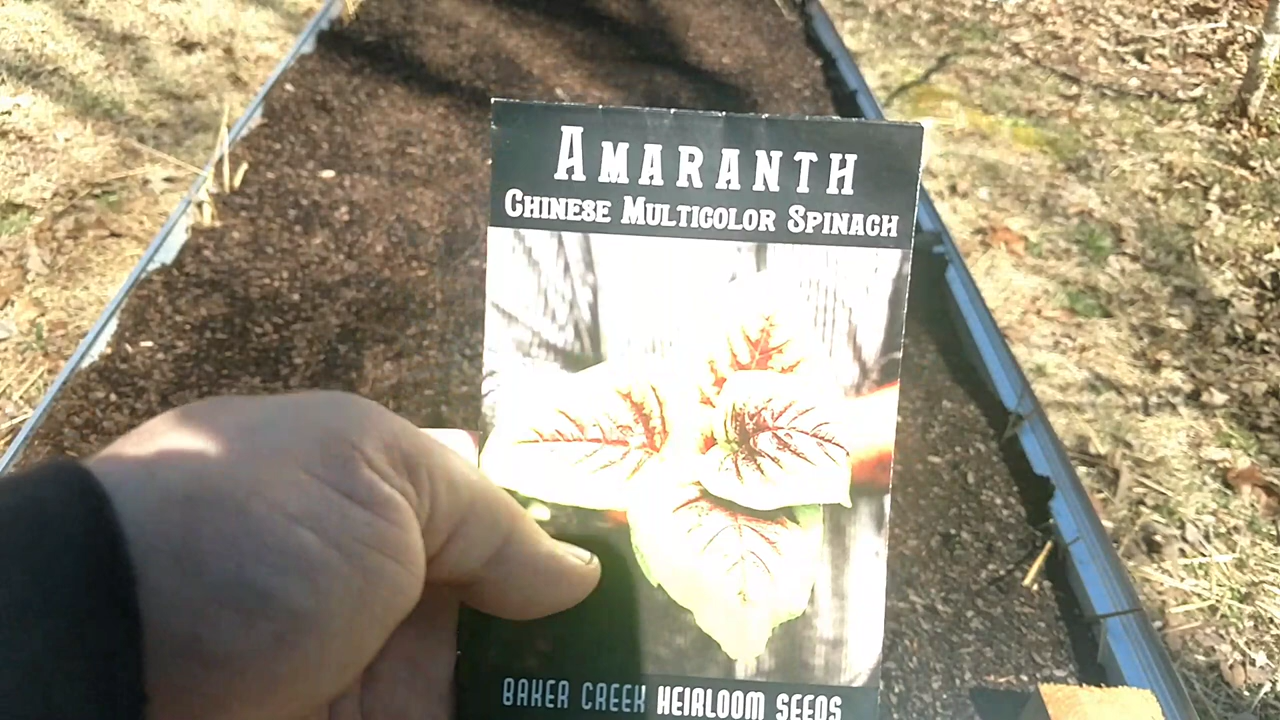 AMARANTH
CHINESE MULTICOLOR SPINACH
BAKER CREEK HEIRLOOM SEEDS